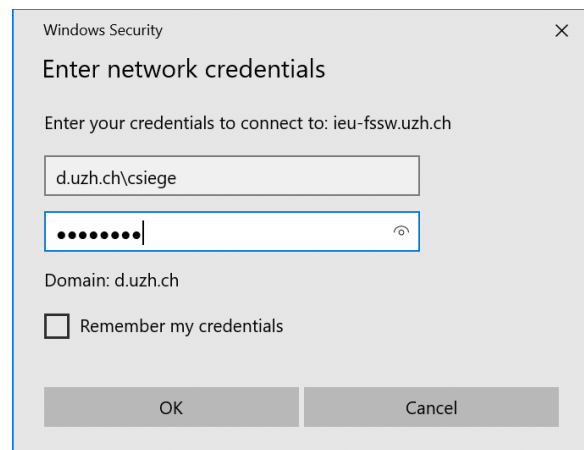 Windows Security
Enter network credentials
Enter your credentials to connect to: ieu-fssw.uzh.ch
d.uzh.ch\csiege
●●●●●●●●
Domain: d.uzh.ch
Remember my credentials
OK
Cancel